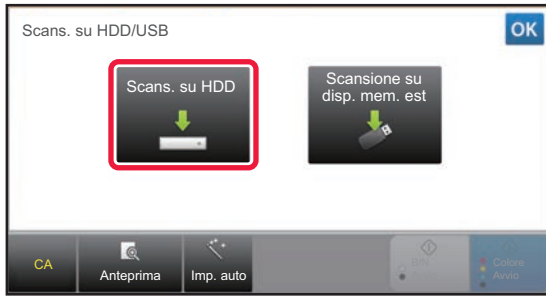 Scans. su HDD/USB
OK
Scans. su HDD
Scansione su
disp. mem. est
CA
Anteprima
Imp. auto
B/N
Colore
Avvio